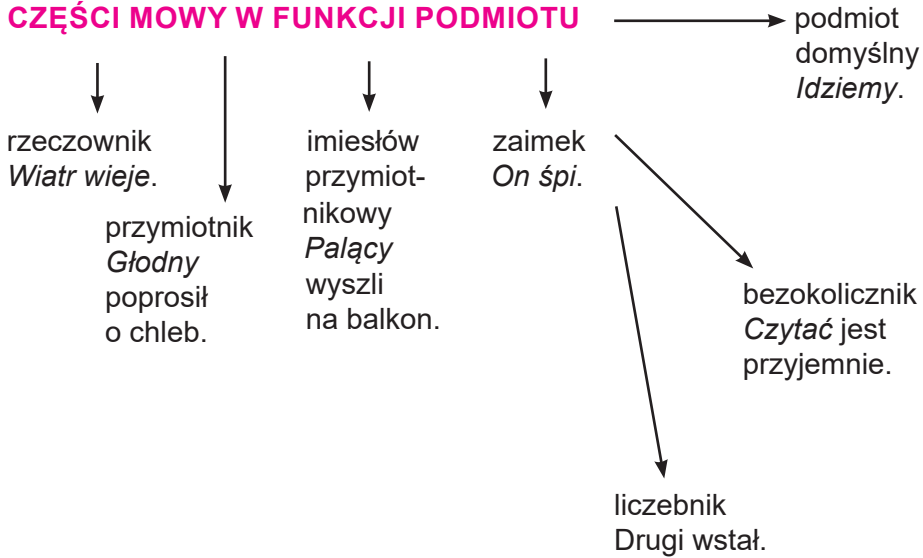 CZĘŚCI MOWY W FUNKCJI PODMIOTU
podmiot
domyślny
Idziemy.
rzeczownik
Wiatr wieje.
przymiotnik
Głodny
poprosił
o chleb.
imiesłów
przymiot-
nikowy
Palący
wyszli
na balkon.
zaimek
On śpi.
bezokolicznik
Czytać jest
przyjemnie.
liczebnik
Drugi wstał.